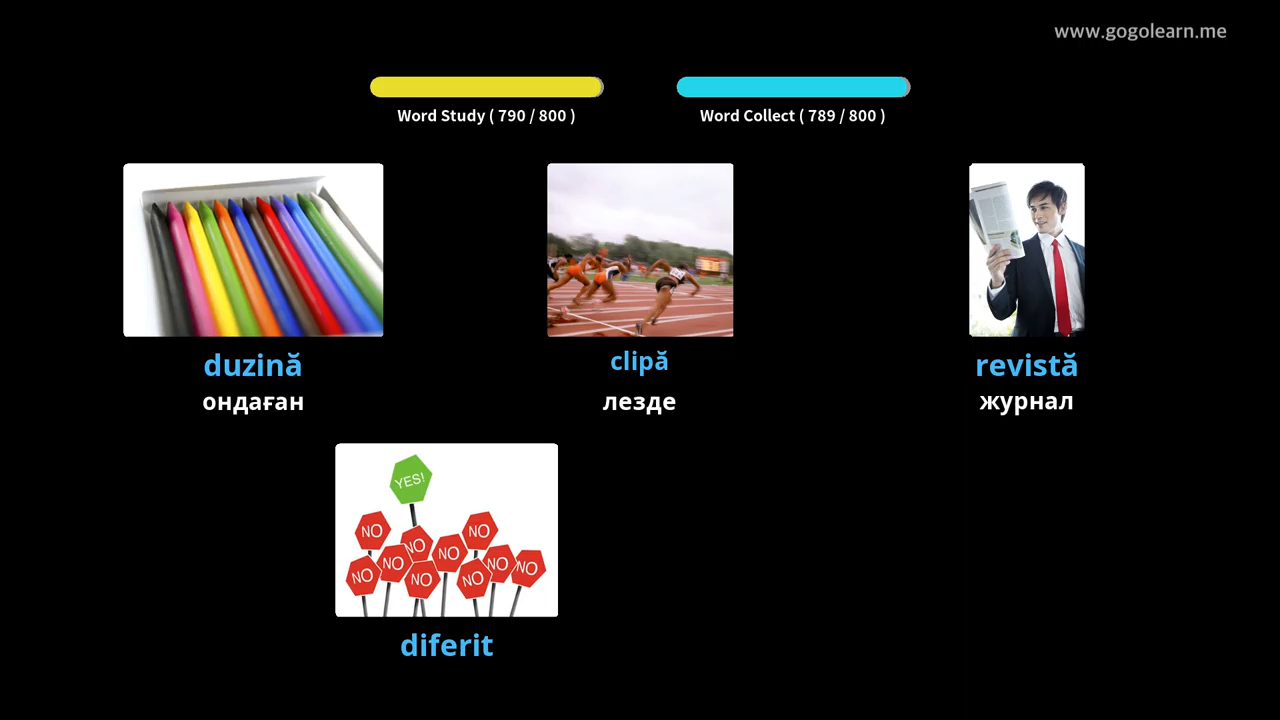 www.gogolearn.me
Word Study ( 790 / 800 )
Word Collect ( 789 / 800 )
duzină
clipă
revistă
ондаған
лезде
журнал
YES!
NO
NO
NO
NO
NO
NO
NO
NO
NO
NO
diferit